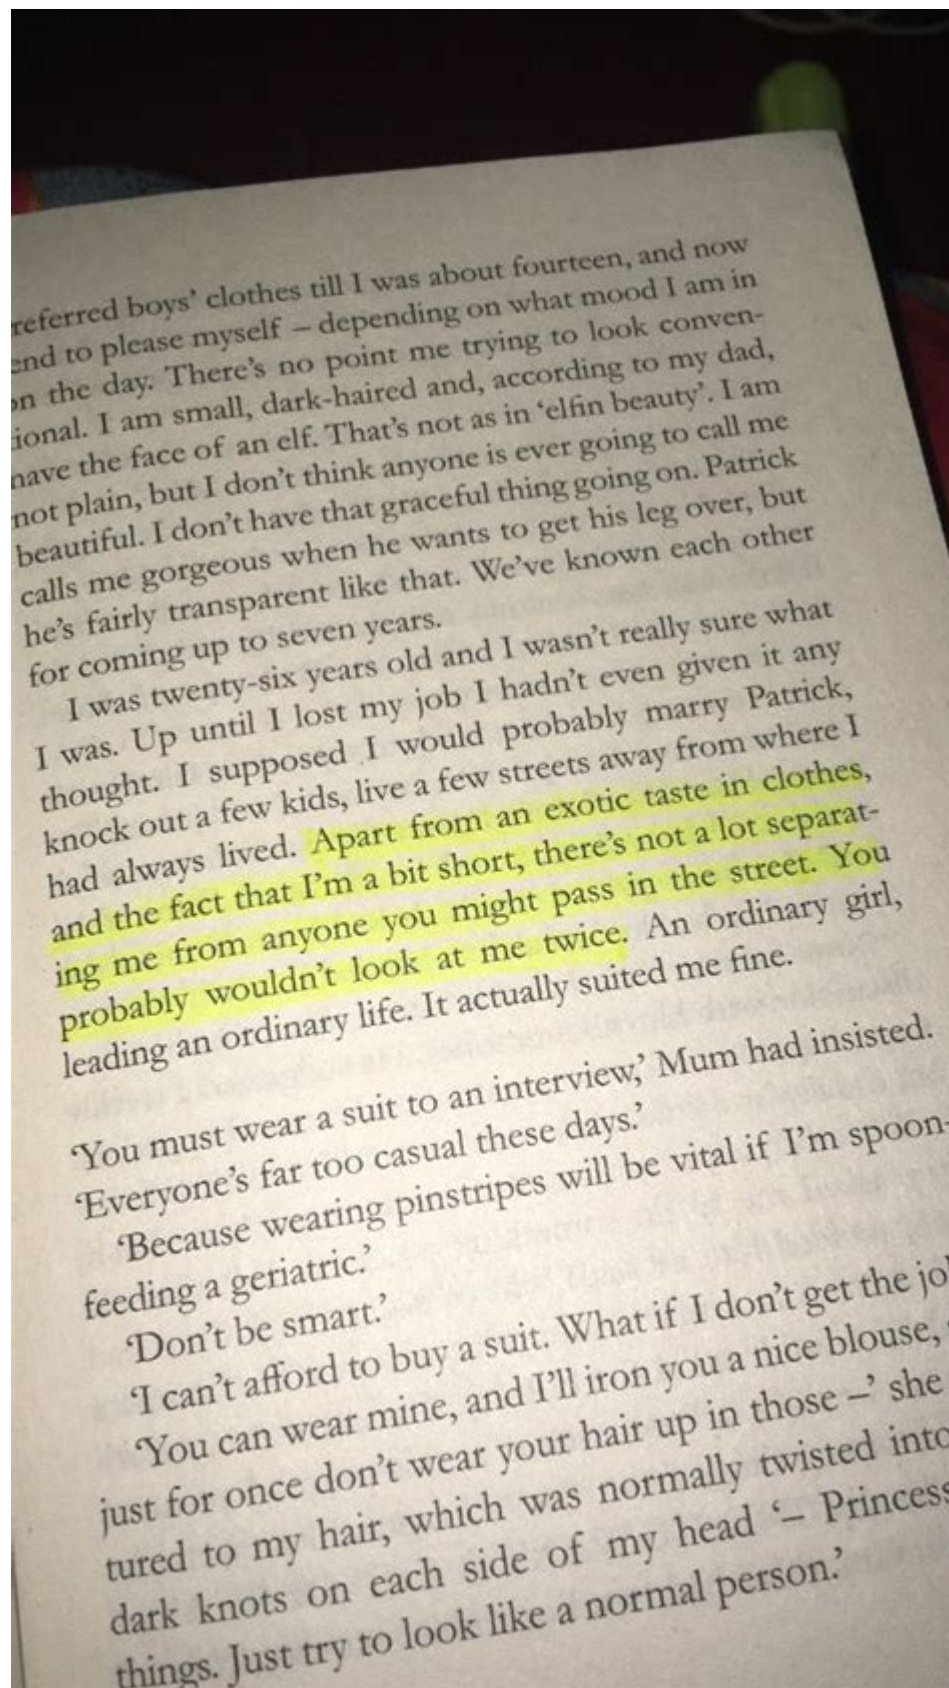 referred boys' clothes till I was about fourteen, and now
end to please myself – depending on what mood I am in
on the day. There's no point me trying to look conven-
ional. I am small, dark-haired and, according to my dad,
have the face of an elf. That's not as in 'elfin beauty'. I am
not plain, but I don't think anyone is ever going to call me
beautiful. I don't have that graceful thing going on. Patrick
calls me gorgeous when he wants to get his leg over, but
he's fairly transparent like that. We've known each other
for coming up to seven years.
I was twenty-six years old and I wasn't really sure what
I was. Up until I lost my job I hadn't even given it any
thought. I supposed I would probably marry Patrick,
knock out a few kids, live a few streets away from where I
had always lived. Apart from an exotic taste in clothes,
and the fact that I'm a bit short, there's not a lot separat-
ing me from anyone you might pass in the street. You
probably wouldn't look at me twice. An ordinary girl,
leading an ordinary life. It actually suited me fine.
'You must wear a suit to an interview,' Mum had insisted.
'Everyone's far too casual these days.'
'Because wearing pinstripes will be vital if I'm spoon-
feeding a geriatric.'
'Don't be smart.'
'I can't afford to buy a suit. What if I don't get the jo
'You can wear mine, and I'll iron you a nice blouse,
just for once don't wear your hair up in those –' she
tured to my hair, which was normally twisted into
dark knots on each side of my head '– Princess
things. Just try to look like a normal person.'